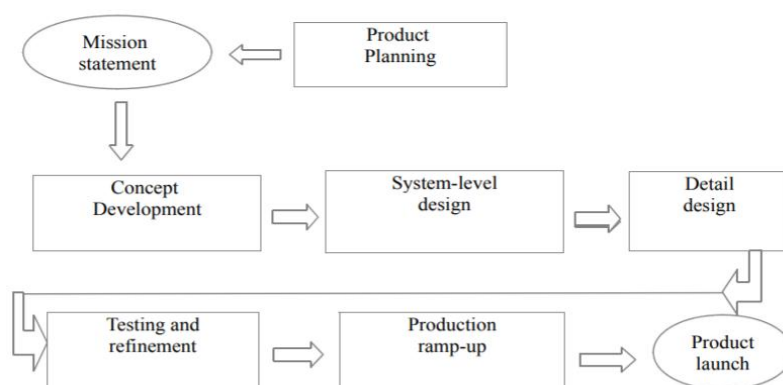 Mission
statement
Product
Planning
Concept
Development
System-level
design
Detail
design
Testing and
refinement
Production
ramp-up
Product
launch